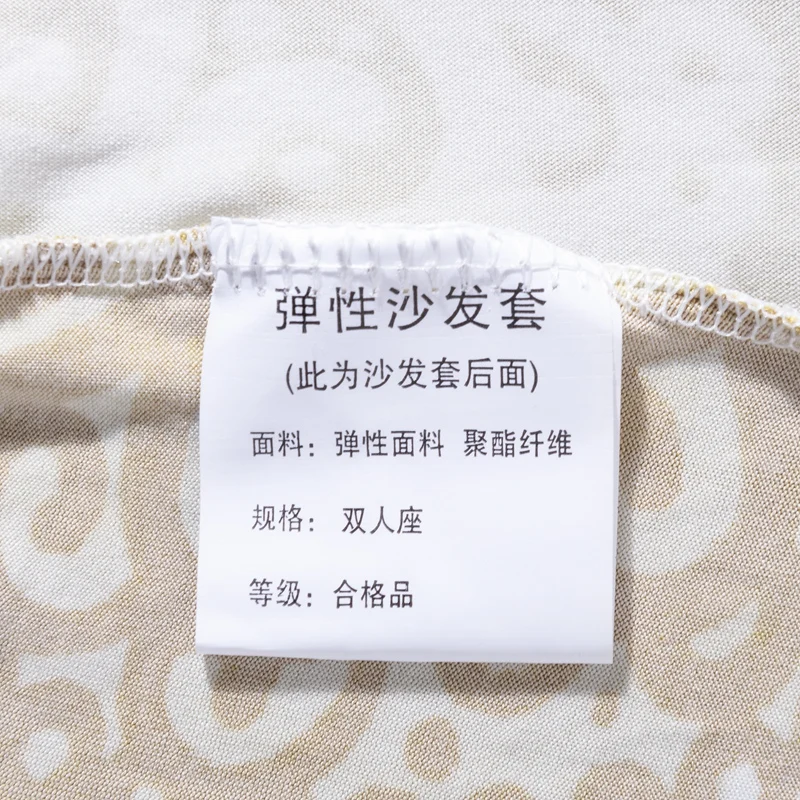 弹性沙发套
(此为沙发套后面)
面料：弹性面料 聚酯纤维
规格：双人座
等级：合格品